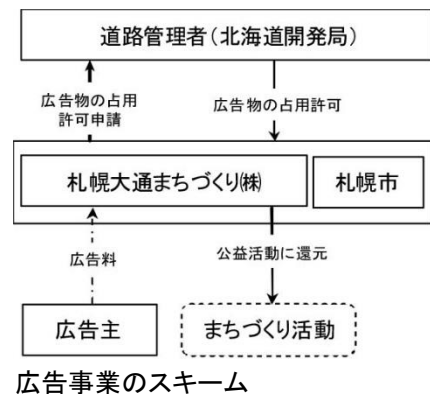 道路管理者（北海道開発局）
広告物の占用
許可申請
広告物の占用許可
札幌大通まちづくり㈱
札幌市
広告料
公益活動に還元
広告主
まちづくり活動
広告事業のスキーム